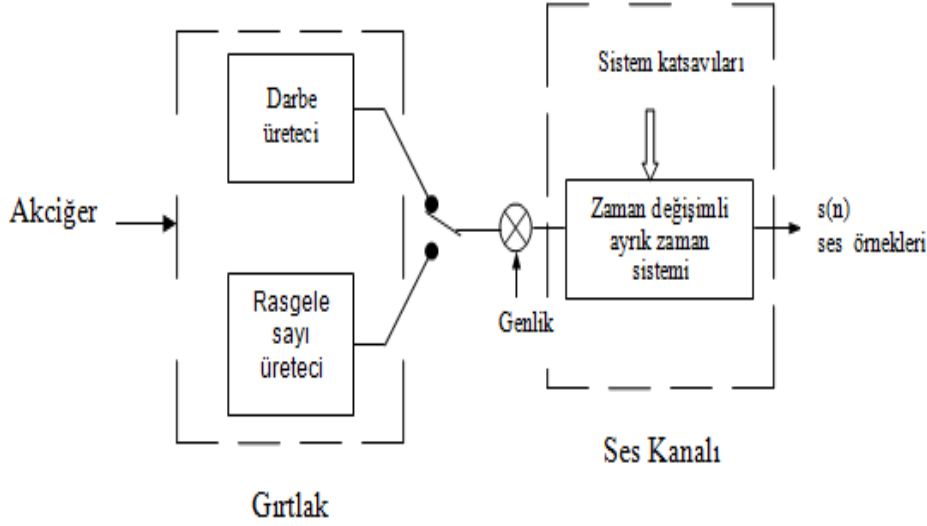 Sistem katsavıları
Darbe
üreteci
Akciğer
Zaman değişimli
ayrık zaman
sistemi
s(n)
ses örnekleri
Genlik
Rasgele
sayı
üreteci
Ses Kanalı
Gırtlak